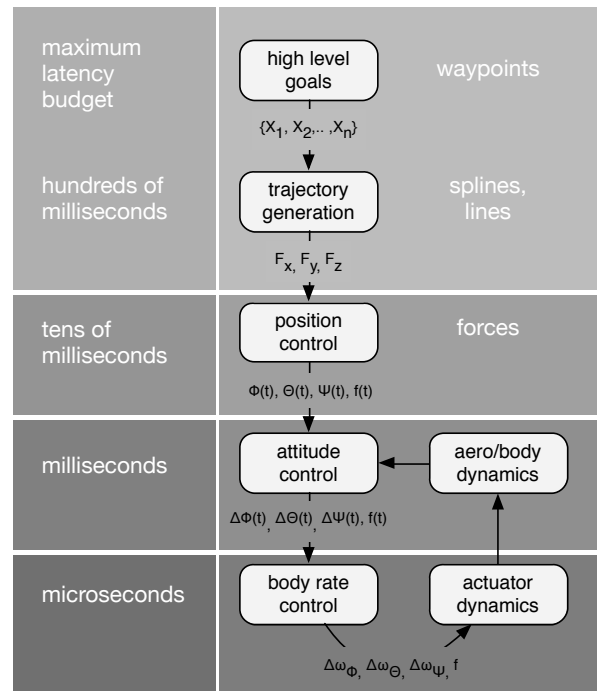 maximum
latency
budget
high level
goals
waypoints
{X1, X2,.. ,Xn}
hundreds of
milliseconds
trajectory
generation
splines,
lines
Fx, Fy, Fz
tens of
milliseconds
position
control
forces
Φ(t), Θ(t), Ψ(t), f(t)
milliseconds
attitude
control
aero/body
dynamics
ΔΦ(t), ΔΘ(t), ΔΨ(t), f(t)
microseconds
body rate
control
actuator
dynamics
ΔωΦ, ΔωΘ, ΔωΨ, f